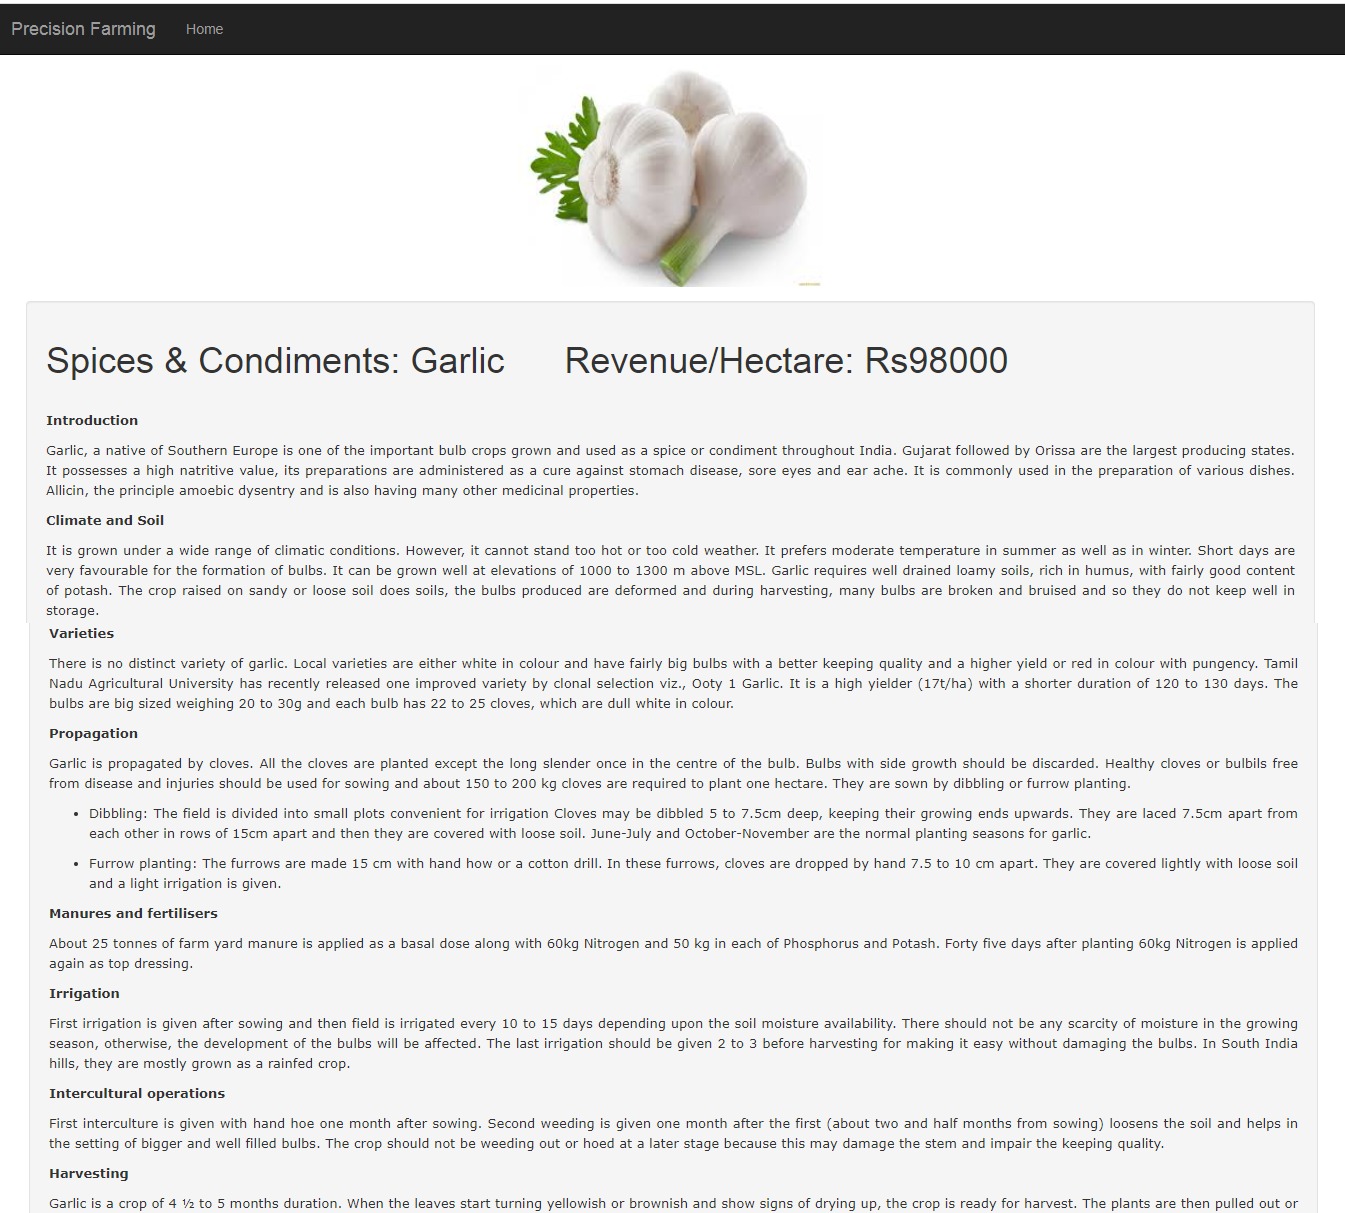 Precision Farming Home
Spices & Condiments: Garlic Revenue/Hectare: Rs98000
Introduction
Garlic, a native of Southern Europe is one of the important bulb crops grown and used as a spice or condiment throughout India. Gujarat followed by Orissa are the largest producing states.
It possesses a high natritive value, its preparations are administered as a cure against stomach disease, sore eyes and ear ache. It is commonly used in the preparation of various dishes.
Allicin, the principle amoebic dysentry and is also having many other medicinal properties.
Climate and Soil
It is grown under a wide range of climatic conditions. However, it cannot stand too hot or too cold weather. It prefers moderate temperature in summer as well as in winter. Short days are
very favourable for the formation of bulbs. It can be grown well at elevations of 1000 to 1300 m above MSL. Garlic requires well drained loamy soils, rich in humus, with fairly good content
of potash. The crop raised on sandy or loose soil does soils, the bulbs produced are deformed and during harvesting, many bulbs are broken and bruised and so they do not keep well in
storage.
Varieties
There is no distinct variety of garlic. Local varieties are either white in colour and have fairly big bulbs with a better keeping quality and a higher yield or red in colour with pungency. Tamil
Nadu Agricultural University has recently released one improved variety by clonal selection viz., Ooty 1 Garlic. It is a high yielder (17t/ha) with a shorter duration of 120 to 130 days. The
bulbs are big sized weighing 20 to 30g and each bulb has 22 to 25 cloves, which are dull white in colour.
Propagation
Garlic is propagated by cloves. All the cloves are planted except the long slender once in the centre of the bulb. Bulbs with side growth should be discarded. Healthy cloves or bulbils free
from disease and injuries should be used for sowing and about 150 to 200 kg cloves are required to plant one hectare. They are sown by dibbling or furrow planting.
• Dibbling: The field is divided into small plots convenient for irrigation Cloves may be dibbled 5 to 7.5cm deep, keeping their growing ends upwards. They are laced 7.5cm apart from
each other in rows of 15cm apart and then they are covered with loose soil. June-July and October-November are the normal planting seasons for garlic.
• Furrow planting: The furrows are made 15 cm with hand how or a cotton drill. In these furrows, cloves are dropped by hand 7.5 to 10 cm apart. They are covered lightly with loose soil
and a light irrigation is given.
Manures and fertilisers
About 25 tonnes of farm yard manure is applied as a basal dose along with 60kg Nitrogen and 50 kg in each of Phosphorus and Potash. Forty five days after planting 60kg Nitrogen is applied
again as top dressing.
Irrigation
First irrigation is given after sowing and then field is irrigated every 10 to 15 days depending upon the soil moisture availability. There should not be any scarcity of moisture in the growing
season, otherwise, the development of the bulbs will be affected. The last irrigation should be given 2 to 3 before harvesting for making it easy without damaging the bulbs. In South India
hills, they are mostly grown as a rainfed crop.
Intercultural operations
First interculture is given with hand hoe one month after sowing. Second weeding is given one month after the first (about two and half months from sowing) loosens the soil and helps in
the setting of bigger and well filled bulbs. The crop should not be weeding out or hoed at a later stage because this may damage the stem and impair the keeping quality.
Harvesting
Garlic is a crop of 4 ½ to 5 months duration. When the leaves start turning yellowish or brownish and show signs of drying up, the crop is ready for harvest. The plants are then pulled out or